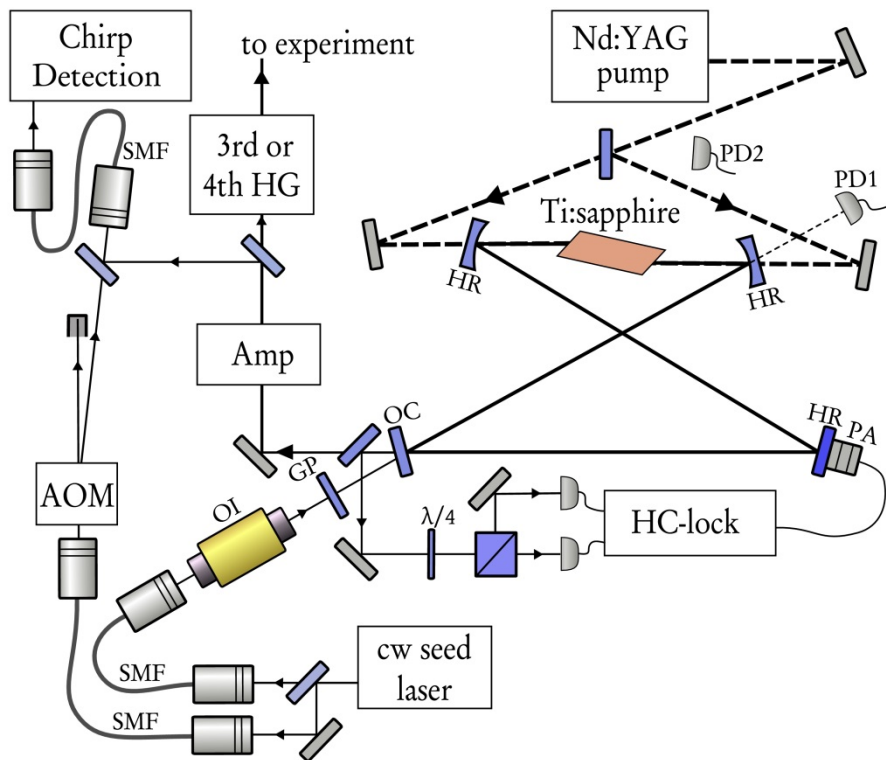 Chirp
Detection
to experiment
Nd:YAG
pump
SMF
3rd or
4th HG
PD2
PD1
Ti:sapphire
HR
HR
Amp
OC
HR
PA
GP
AOM
OI
λ/4
HC-lock
SMF
cw seed
laser
SMF